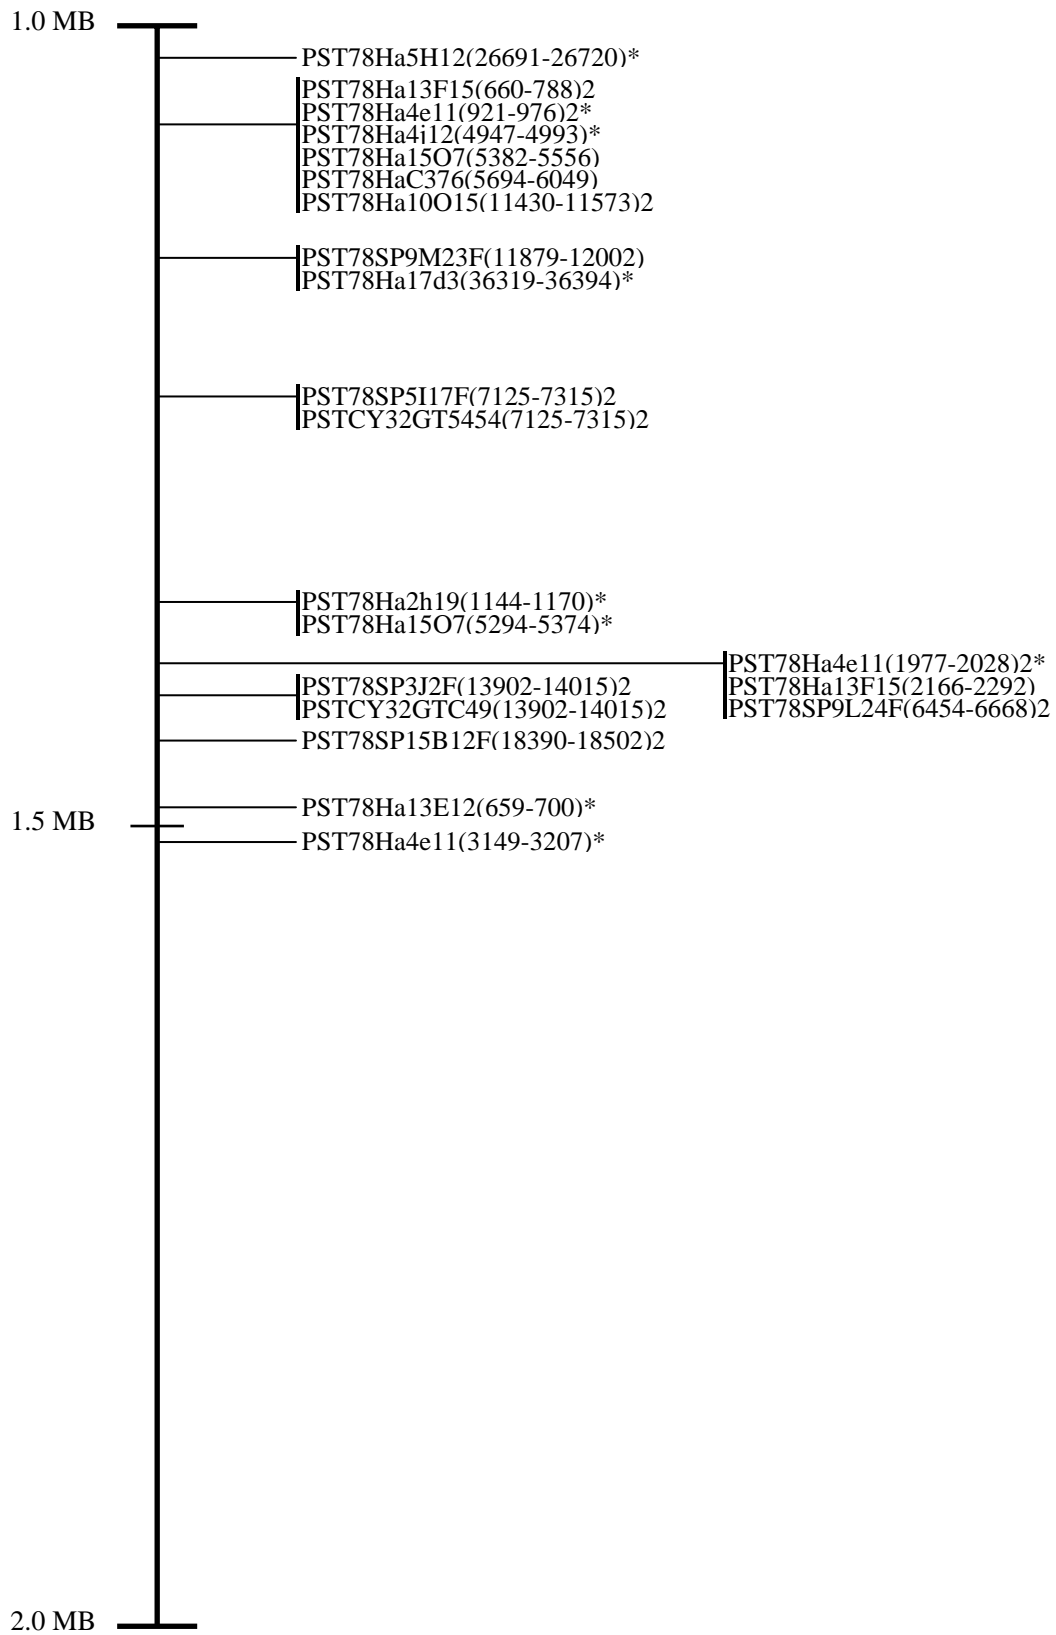 1.0 MB
PST78Ha5H12(26691-26720)*
PST78Ha13F15(660-788)2
PST78Ha4e11(921-976)2*
PST78Ha4j12(4947-4993)*
PST78Ha15O7(5382-5556)
PST78HaC376(5694-6049)
PST78Ha10O15(11430-11573)2
PST78SP9M23F(11879-12002)
PST78Ha17d3(36319-36394)*
PST78SP5I17F(7125-7315)2
PSTCY32GT5454(7125-7315)2
PST78Ha2h19(1144-1170)*
PST78Ha15O7(5294-5374)*
PST78Ha4e11(1977-2028)2*
PST78Ha13F15(2166-2292)
PST78SP9L24F(6454-6668)2
PST78SP3J2F(13902-14015)2
PSTCY32GTC49(13902-14015)2
PST78SP15B12F(18390-18502)2
PST78Ha13E12(659-700)*
1.5 MB
PST78Ha4e11(3149-3207)*
2.0 MB